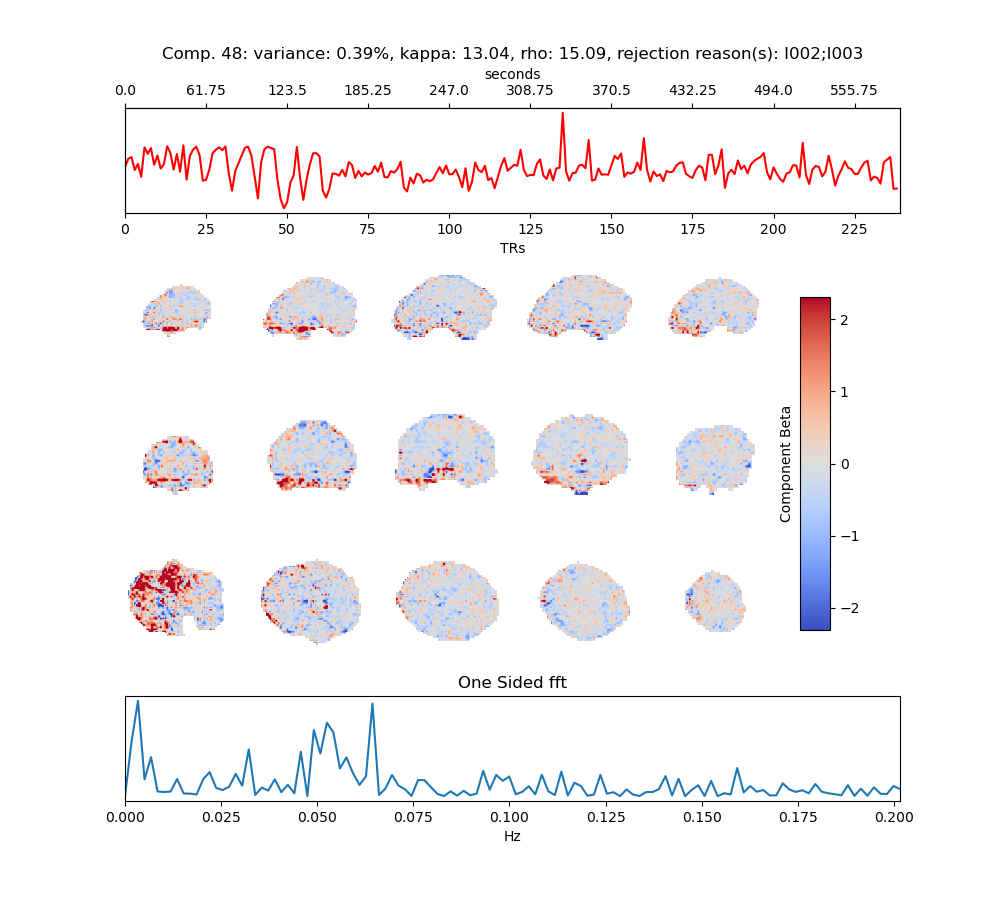 Comp. 48: variance: 0.39%, kappa: 13.04, rho: 15.09, rejection reason(s): I002;I003
seconds
0.0 61.75 123.5 185.25 247.0 308.75 370.5 432.25 494.0 555.75
0 25 50 75 100 125 150 175 200 225
TRs
2
1
0
−1
−2
Component Beta
One Sided fft
0.000 0.025 0.050 0.075 0.100 0.125 0.150 0.175 0.200
Hz